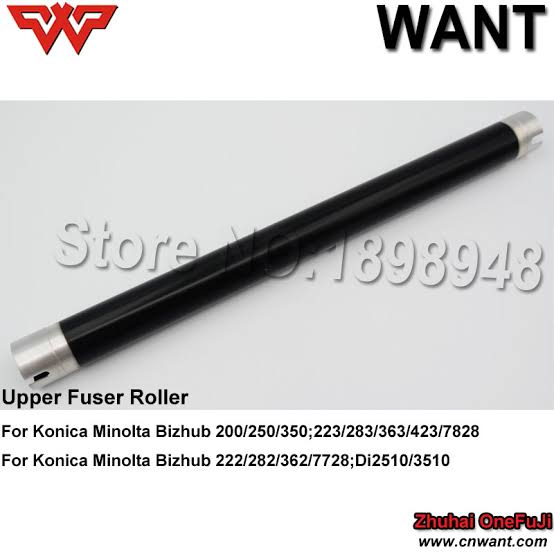 WANT
Store No:1898948
Upper Fuser Roller
For Konica Minolta Bizhub 200/250/350;223/283/363/423/7828
For Konica Minolta Bizhub 222/282/362/7728;Di2510/3510
Zhuhai OneFuJi
www.cnwant.com